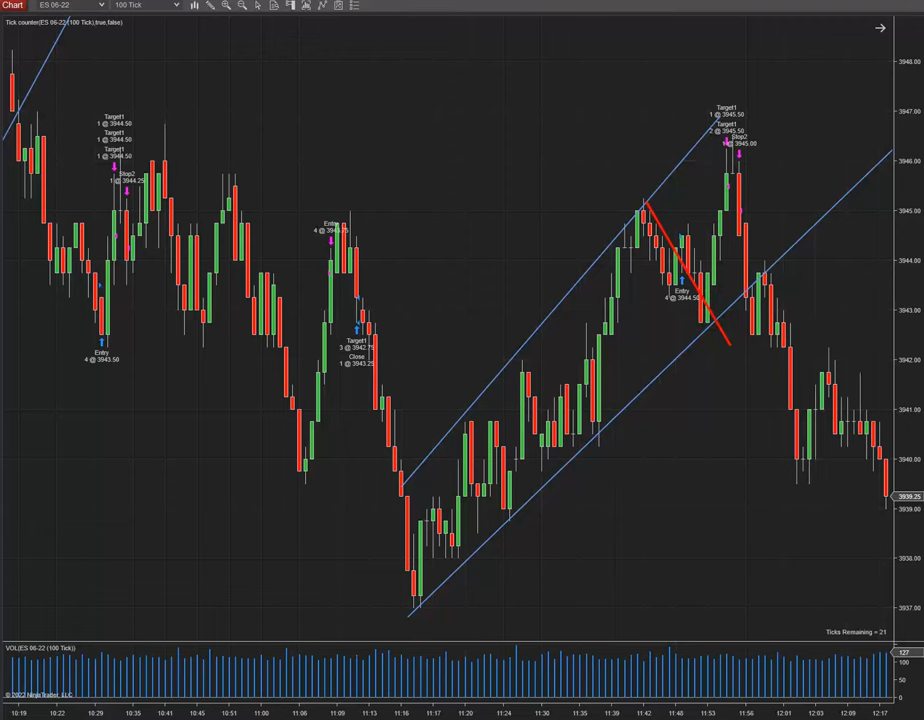 Chart ES 06-22 100 Tick
Tick counter(ES 06-22 (100 Tick),true,false)
3948.00
3947.00
3946.00
3945.00
3944.00
3943.00
3942.00
3941.00
3940.00
3939.25
3939.00
3938.00
3937.00
Target1
1 @ 3944.50
Target1
1 @ 3944.50
Target1
1 @ 3944.50
Stop2
1 @ 3944.25
Entry
4 @ 3943.50
Entry
4 @ 3943.75
Target1
3 @ 3942.75
Close
1 @ 3943.25
Target1
1 @ 3945.50
Target1
2 @ 3945.50
Stop2
1 @ 3945.00
Entry
4 @ 3944.50
Ticks Remaining = 21
VOL(ES 06-22 (100 Tick))
127
100
50
0
© 2022 NinjaTrader, LLC
10:19 10:22 10:29 10:41 10:45 10:51 11:00 11:06 11:09 11:13 11:16 11:17 11:21 11:24 11:30 11:35 11:42 11:48 11:53 11:56 12:01 12:03 12:09 12:17